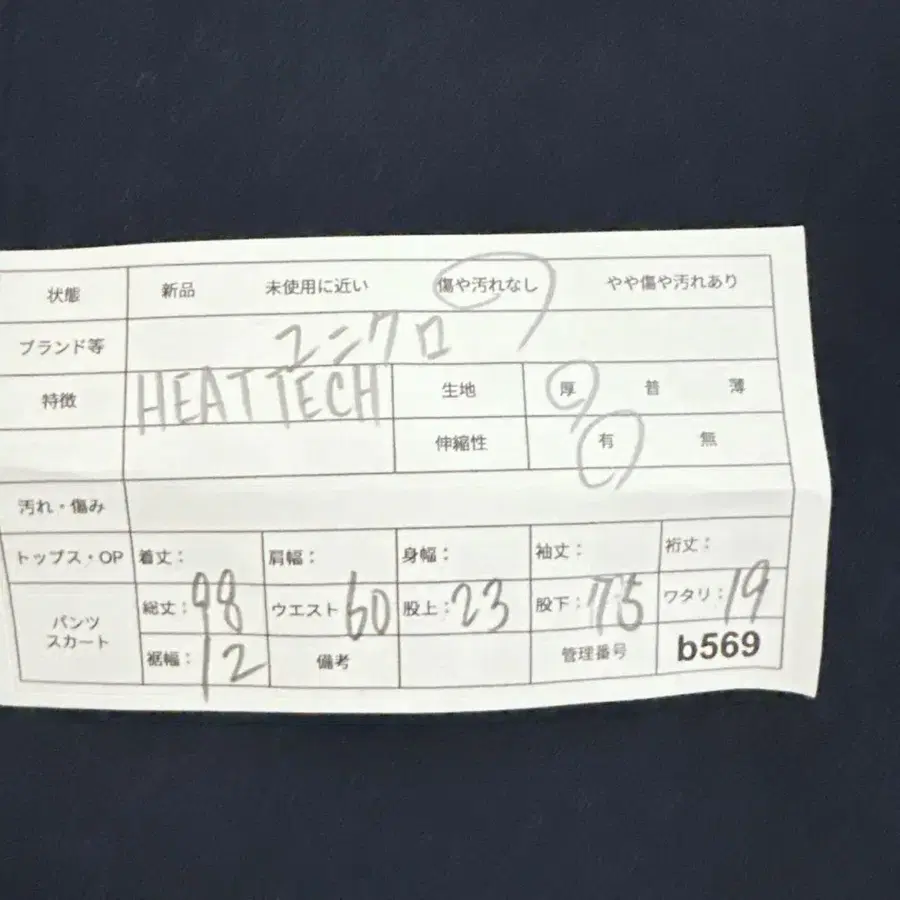 状態 新品 未使用に近い 傷や汚れなし やや傷や汚れあり
ブランド等 ユニクロ
特徴 HEAT TECH 生地 厚 普 薄
伸縮性 有 無
汚れ・傷み
トップス・OP 着丈： 肩幅： 身幅： 袖丈： 裄丈：
パンツ スカート 総丈：98 ウエスト 60 股上：23 股下：75 ワタリ：19
裾幅：12 備考 管理番号 b569